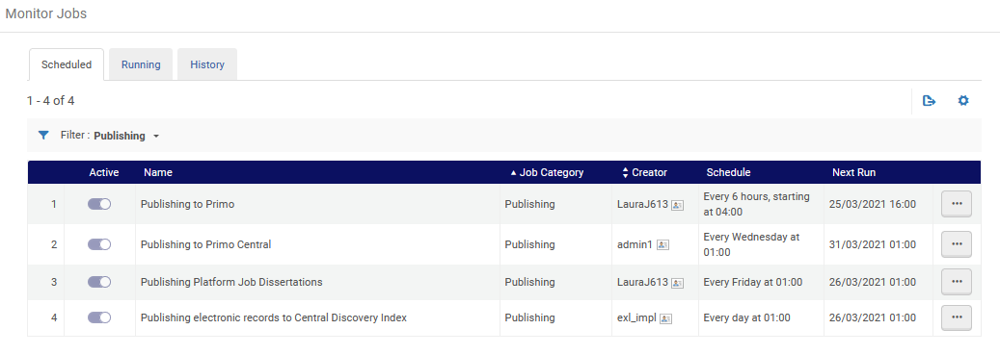 Monitor Jobs
Scheduled Running History
1 - 4 of 4
Filter : Publishing
Active Name Job Category Creator Schedule Next Run
1 Publishing to Primo Publishing LauraJ613 Every 6 hours, starting at 04:00 25/03/2021 16:00
2 Publishing to Primo Central Publishing admin1 Every Wednesday at 01:00 31/03/2021 01:00
3 Publishing Platform Job Dissertations Publishing LauraJ613 Every Friday at 01:00 26/03/2021 01:00
4 Publishing electronic records to Central Discovery Index Publishing exl_impl Every day at 01:00 26/03/2021 01:00